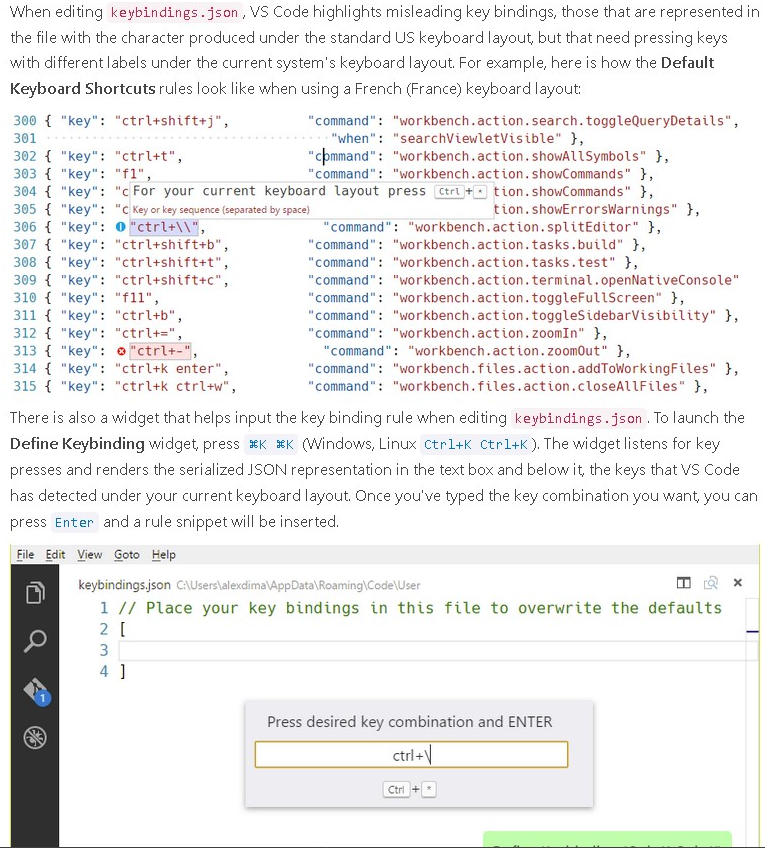 When editing keybindings.json, VS Code highlights misleading key bindings, those that are represented in
the file with the character produced under the standard US keyboard layout, but that need pressing keys
with different labels under the current system's keyboard layout. For example, here is how the Default
Keyboard Shortcuts rules look like when using a French (France) keyboard layout:
300 { "key": "ctrl+shift+j", "command": "workbench.action.search.toggleQueryDetails",
301 "when": "searchViewletVisible" },
302 { "key": "ctrl+t", "command": "workbench.action.showAllSymbols" },
303 { "key": "f1", "command": "workbench.action.showCommands" },
304 { "key": "c For your current keyboard layout press Ctrl+* tion.showCommands" },
305 { "key": "c Key or key sequence (separated by space) tion.showErrorsWarnings" },
306 { "key": "ctrl+\\", "command": "workbench.action.splitEditor" },
307 { "key": "ctrl+shift+b", "command": "workbench.action.tasks.build" },
308 { "key": "ctrl+shift+t", "command": "workbench.action.tasks.test" },
309 { "key": "ctrl+shift+c", "command": "workbench.action.terminal.openNativeConsole"
310 { "key": "f11", "command": "workbench.action.toggleFullScreen" },
311 { "key": "ctrl+b", "command": "workbench.action.toggleSidebarVisibility" },
312 { "key": "ctrl+=", "command": "workbench.action.zoomIn" },
313 { "key": "ctrl+-", "command": "workbench.action.zoomOut" },
314 { "key": "ctrl+k enter", "command": "workbench.files.action.addToWorkingFiles" },
315 { "key": "ctrl+k ctrl+w", "command": "workbench.files.action.closeAllFiles" },
There is also a widget that helps input the key binding rule when editing keybindings.json. To launch the
Define Keybinding widget, press ⌘K ⌘K (Windows, Linux Ctrl+K Ctrl+K). The widget listens for key
presses and renders the serialized JSON representation in the text box and below it, the keys that VS Code
has detected under your current keyboard layout. Once you've typed the key combination you want, you can
press Enter and a rule snippet will be inserted.
File Edit View Goto Help
keybindings.json C:\Users\alexdima\AppData\Roaming\Code\User
1 // Place your key bindings in this file to overwrite the defaults
2 [
3
4 ]
1
Press desired key combination and ENTER
ctrl+\
Ctrl+*